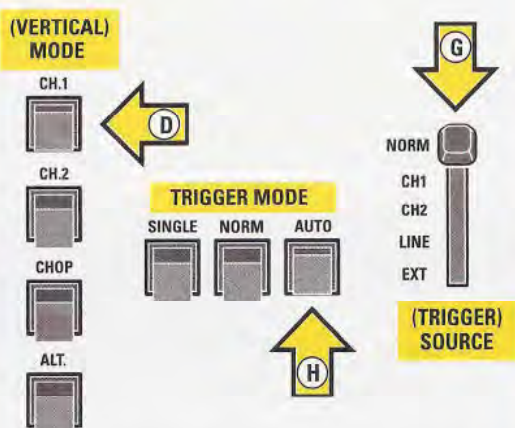 (VERTICAL)
MODE
CH.1
D
CH.2
CHOP
ALT.
TRIGGER MODE
SINGLE NORM AUTO
H
G
NORM
CH1
CH2
LINE
EXT
(TRIGGER)
SOURCE